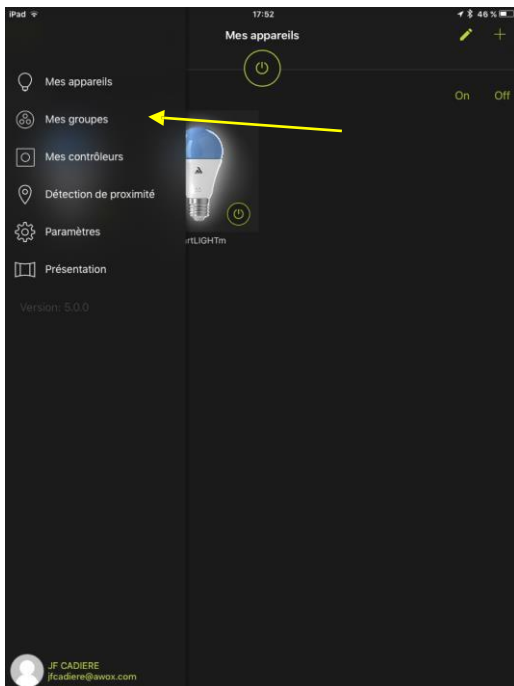 iPad 17:52 46 %
Mes appareils
On Off
Mes appareils
Mes groupes
Mes contrôleurs
Détection de proximité
Paramètres
Présentation
Version: 5.0.0
rtLIGHTm
JF CADIERE
jfcadiere@awox.com